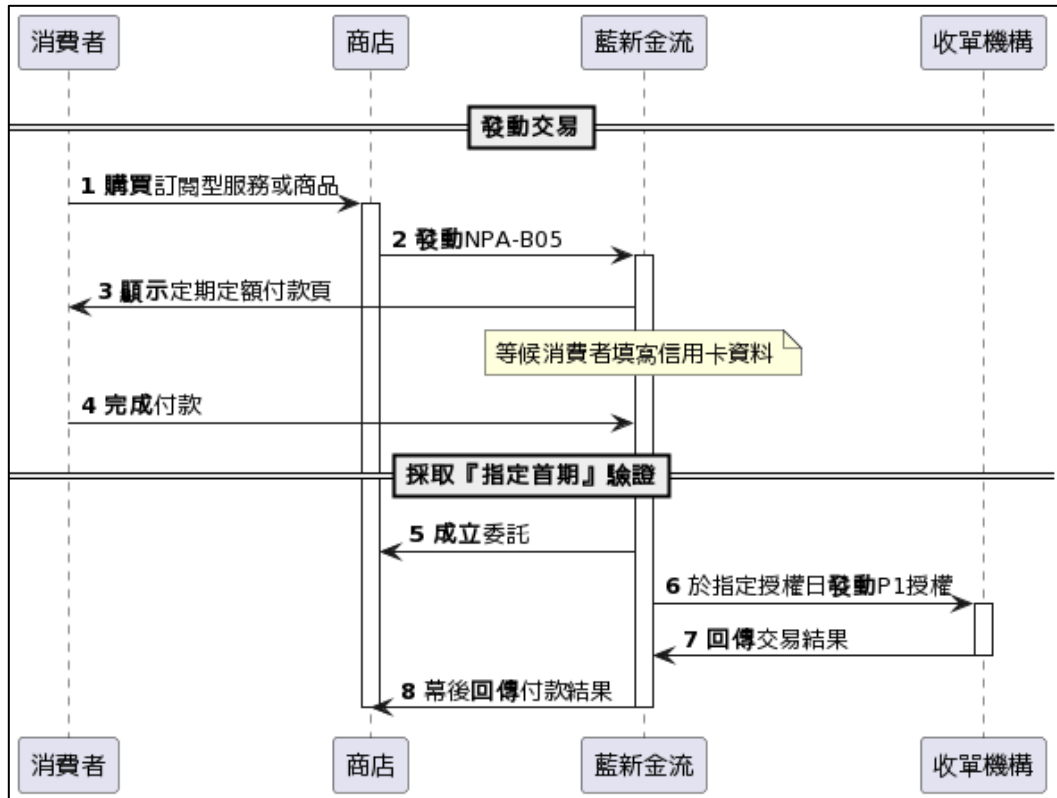 消費者 商店 藍新金流 收單機構
發動交易
1 購買訂閱型服務或商品
2 發動NPA-B05
3 顯示定期定額付款頁
等候消費者填寫信用卡資料
4 完成付款
採取『指定首期』驗證
5 成立委託
6 於指定授權日發動P1授權
7 回傳交易結果
8 幕後回傳付款結果
消費者 商店 藍新金流 收單機構